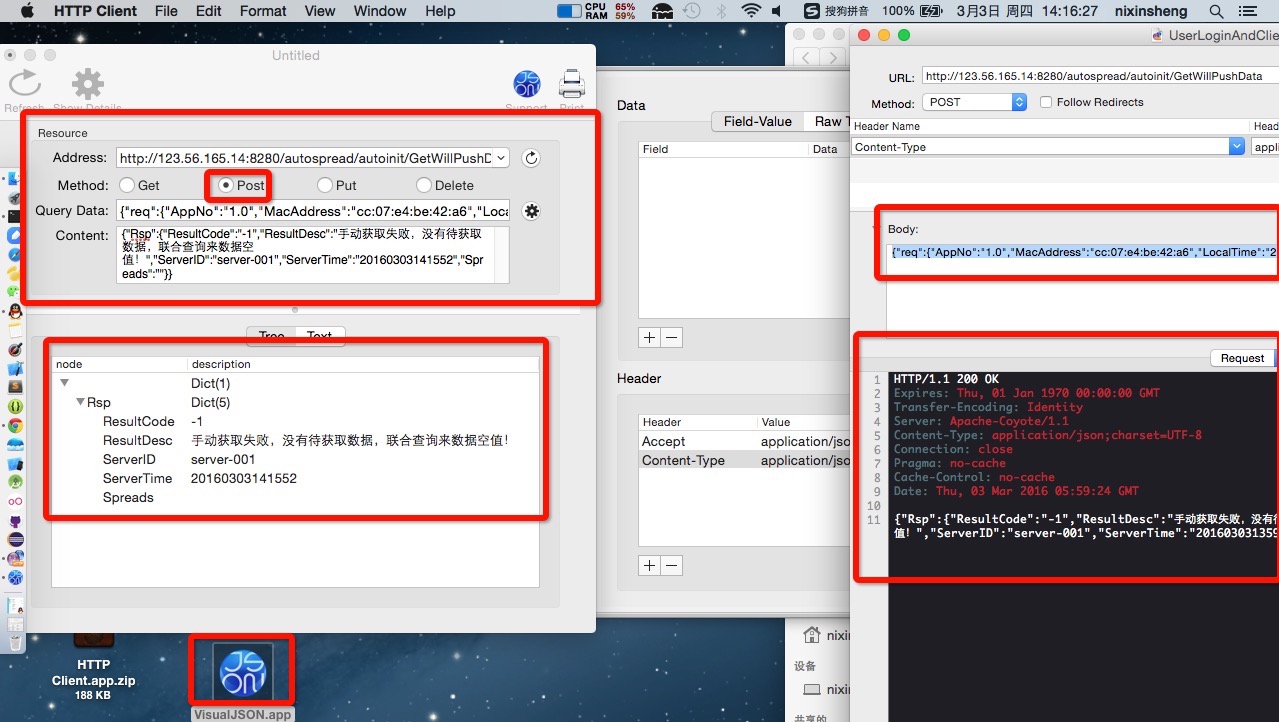 HTTP Client File Edit Format View Window Help CPU 65% RAM 59% 搜狗拼音 100% 3月3日 周四 14:16:27 nixinsheng
Untitled
Refresh Show Details Support Print
Resource
Address: http://123.56.165.14:8280/autospread/autoinit/GetWillPushD
Method: Get Post Put Delete
Query Data: {"req":{"AppNo":"1.0","MacAddress":"cc:07:e4:be:42:a6","Loca
Content: {"Rsp":{"ResultCode":"-1","ResultDesc":"手动获取失败，没有待获取
数据，联合查询来数据空
值！","ServerID":"server-001","ServerTime":"20160303141552","Spr
eads":""}}
Tree Text
node description
Dict(1)
Rsp Dict(5)
ResultCode -1
ResultDesc 手动获取失败，没有待获取数据，联合查询来数据空值！
ServerID server-001
ServerTime 20160303141552
Spreads
Data
Field-Value Raw T
Field Data
Header
Header Value
Accept application/jso
Content-Type application/jso
UserLoginAndClie
URL: http://123.56.165.14:8280/autospread/autoinit/GetWillPushData
Method: POST Follow Redirects
Header Name Head
Content-Type appli
Body:
{"req":{"AppNo":"1.0","MacAddress":"cc:07:e4:be:42:a6","LocalTime":"2
Request
1 HTTP/1.1 200 OK
2 Expires: Thu, 01 Jan 1970 00:00:00 GMT
3 Transfer-Encoding: Identity
4 Server: Apache-Coyote/1.1
5 Content-Type: application/json;charset=UTF-8
6 Connection: close
7 Pragma: no-cache
8 Cache-Control: no-cache
9 Date: Thu, 03 Mar 2016 05:59:24 GMT
10
11 {"Rsp":{"ResultCode":"-1","ResultDesc":"手动获取失败，没有待
值！","ServerID":"server-001","ServerTime":"201603031359
HTTP
Client.app.zip
188 KB
JSON
VisualJSON.app
nixin
设备
nixin
共享的